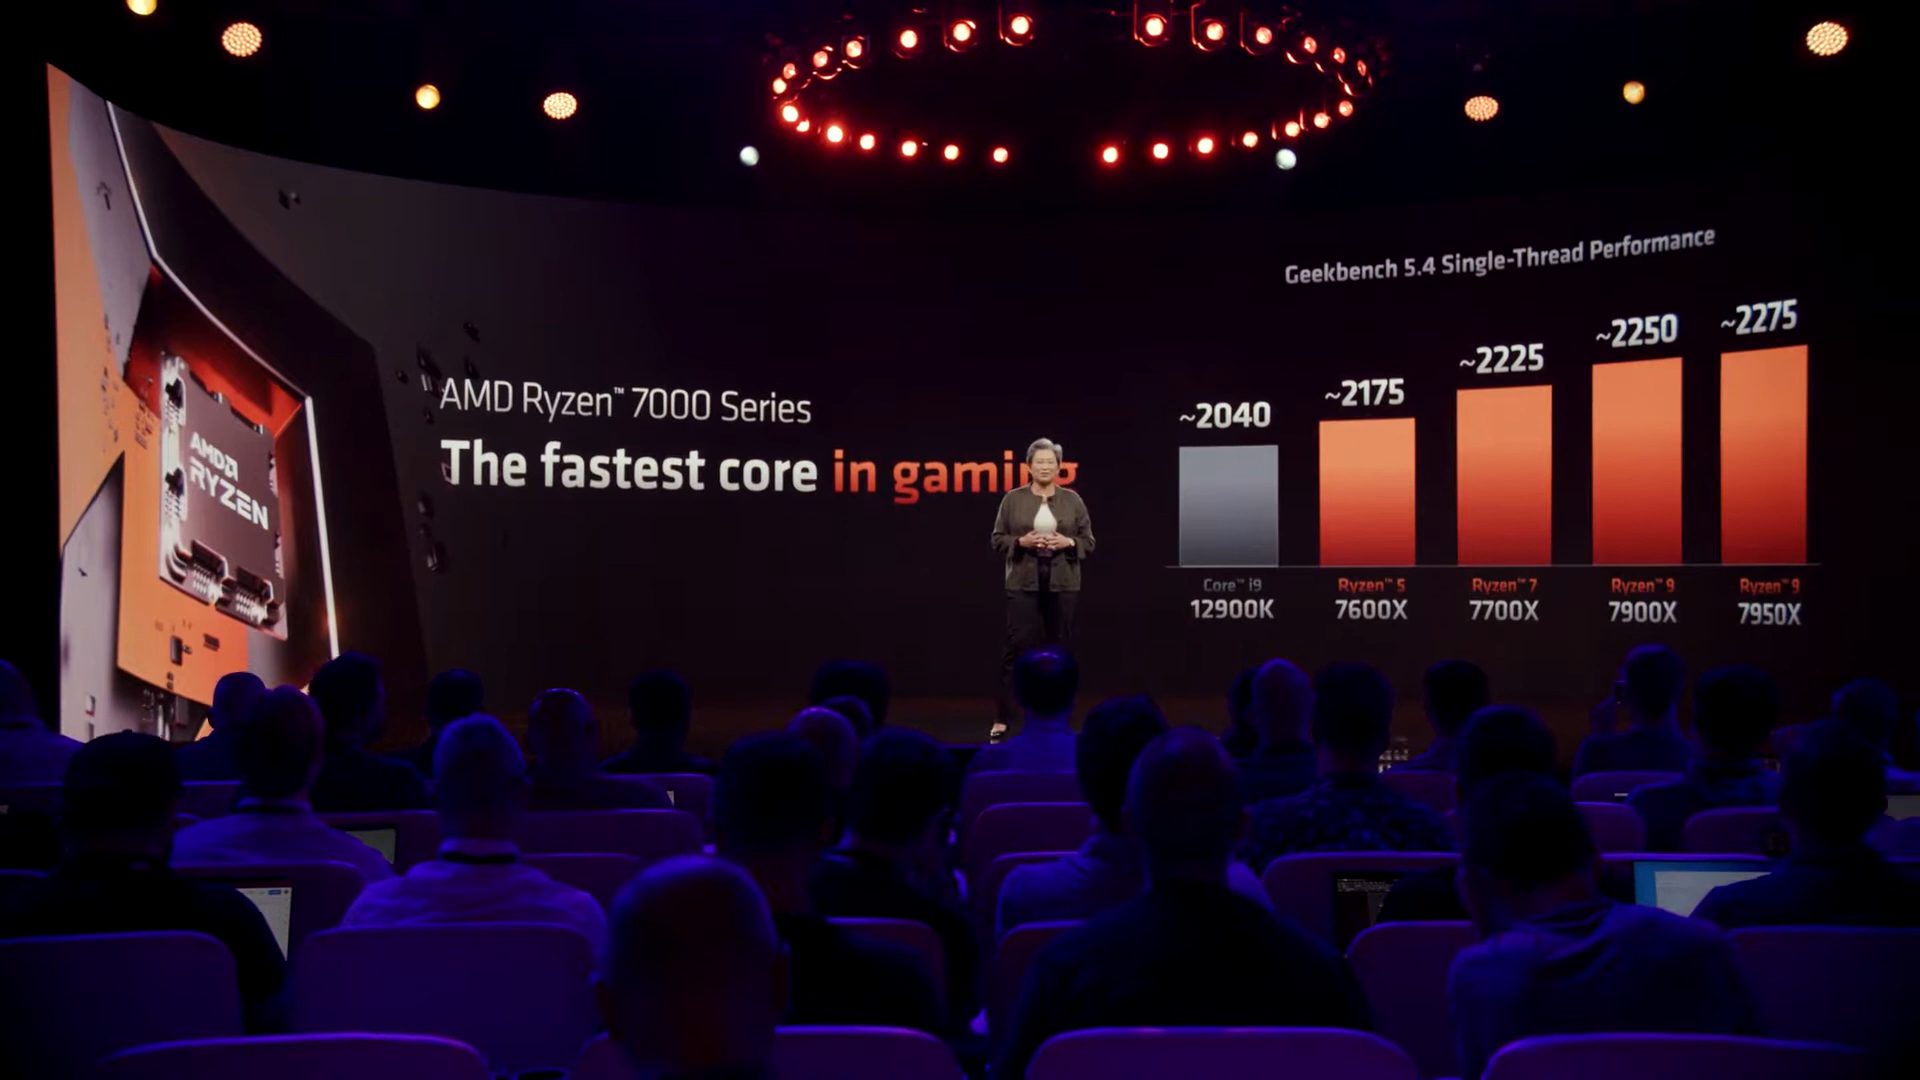 AMD
RYZEN
AMD Ryzen™ 7000 Series
The fastest core in gaming
Geekbench 5.4 Single-Thread Performance
~2040
~2175
~2225
~2250
~2275
Core™ i9
12900K
Ryzen™ 5
7600X
Ryzen™ 7
7700X
Ryzen™ 9
7900X
Ryzen™ 9
7950X